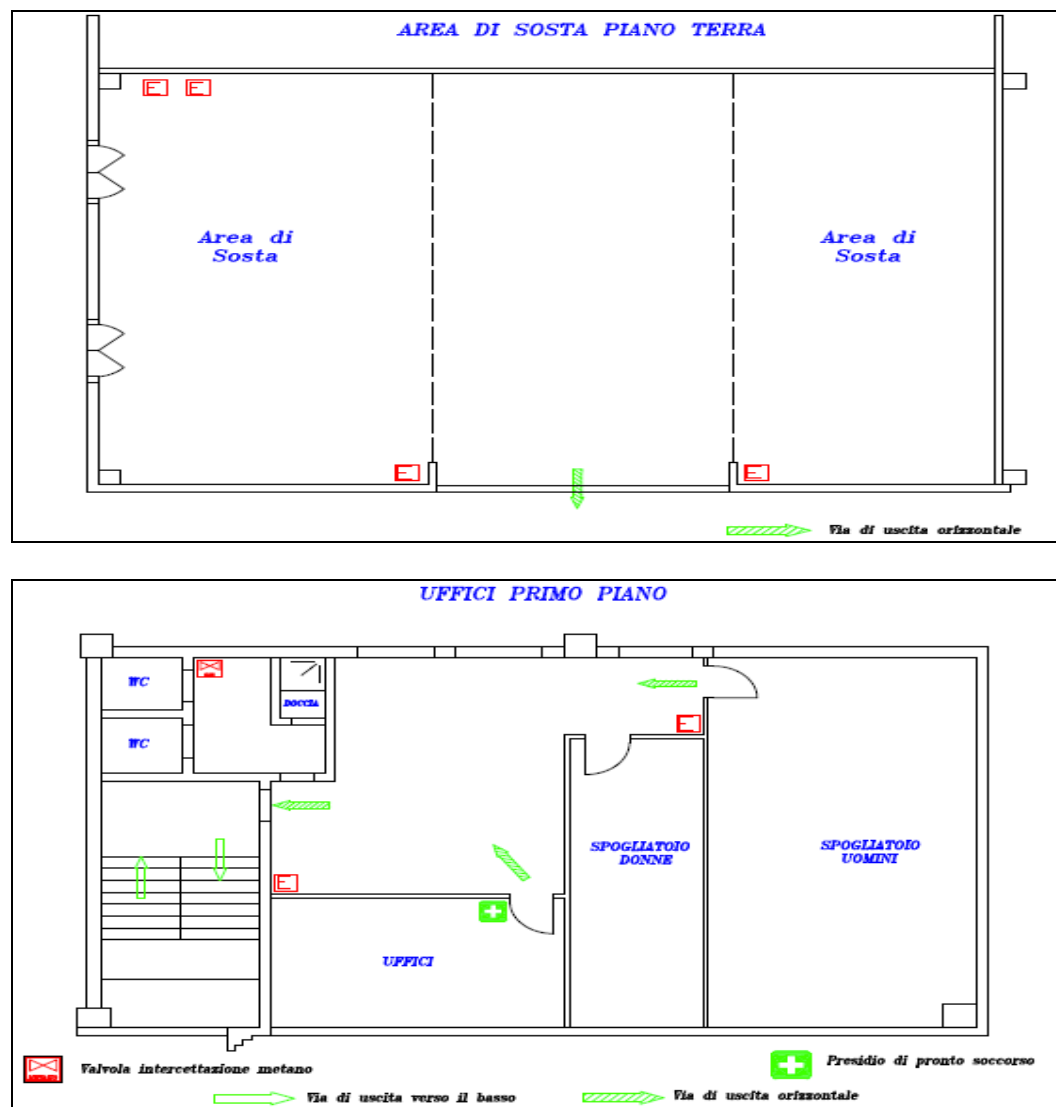 AREA DI SOSTA PIANO TERRA
E E
Area di
Sosta
Area di
Sosta
E
E
Via di uscita orizzontale
UFFICI PRIMO PIANO
WC
DOCCIA
WC
E
SPOGLIATOIO
DONNE
SPOGLIATOIO
UOMINI
E
UFFICI
Valvola intercettazione metano
Presidio di pronto soccorso
Via di uscita verso il basso
Via di uscita orizzontale